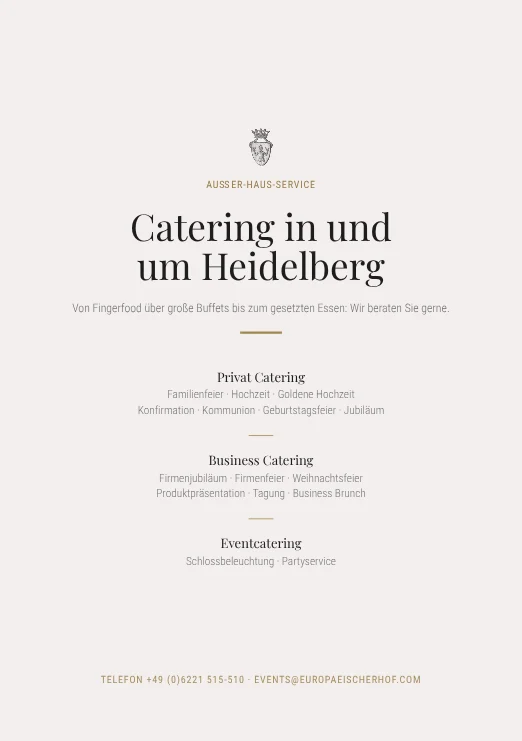 AUSSER-HAUS-SERVICE
Catering in und
um Heidelberg
Von Fingerfood über große Buffets bis zum gesetzten Essen: Wir beraten Sie gerne.
Privat Catering
Familienfeier · Hochzeit · Goldene Hochzeit
Konfirmation · Kommunion · Geburtstagsfeier · Jubiläum
Business Catering
Firmenjubiläum · Firmenfeier · Weihnachtsfeier
Produktpräsentation · Tagung · Business Brunch
Eventcatering
Schlossbeleuchtung · Partyservice
TELEFON +49 (0)6221 515-510 · EVENTS@EUROPAEISCHERHOF.COM